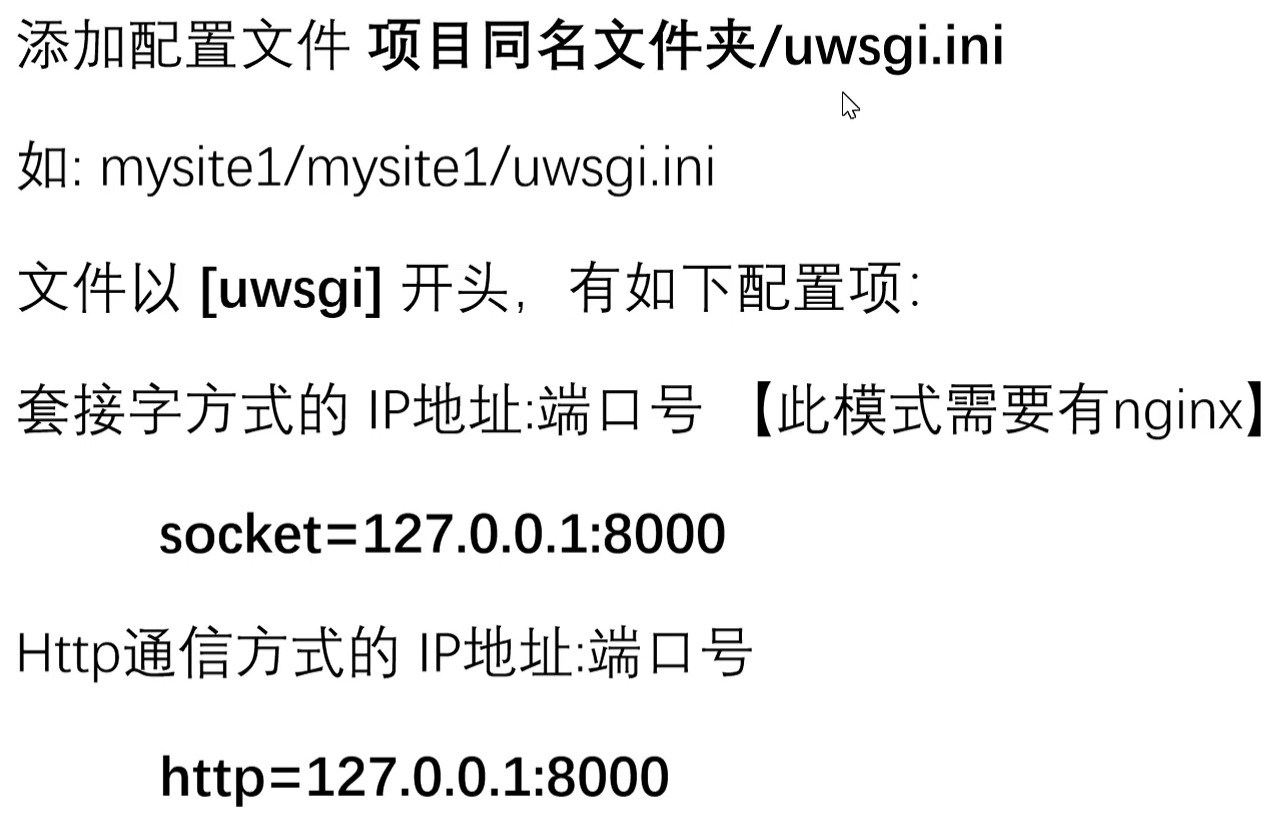 添加配置文件 项目同名文件夹/uwsgi.ini
如: mysite1/mysite1/uwsgi.ini
文件以 [uwsgi] 开头，有如下配置项：
套接字方式的 IP地址:端口号 【此模式需要有nginx】
socket=127.0.0.1:8000
Http通信方式的 IP地址:端口号
http=127.0.0.1:8000